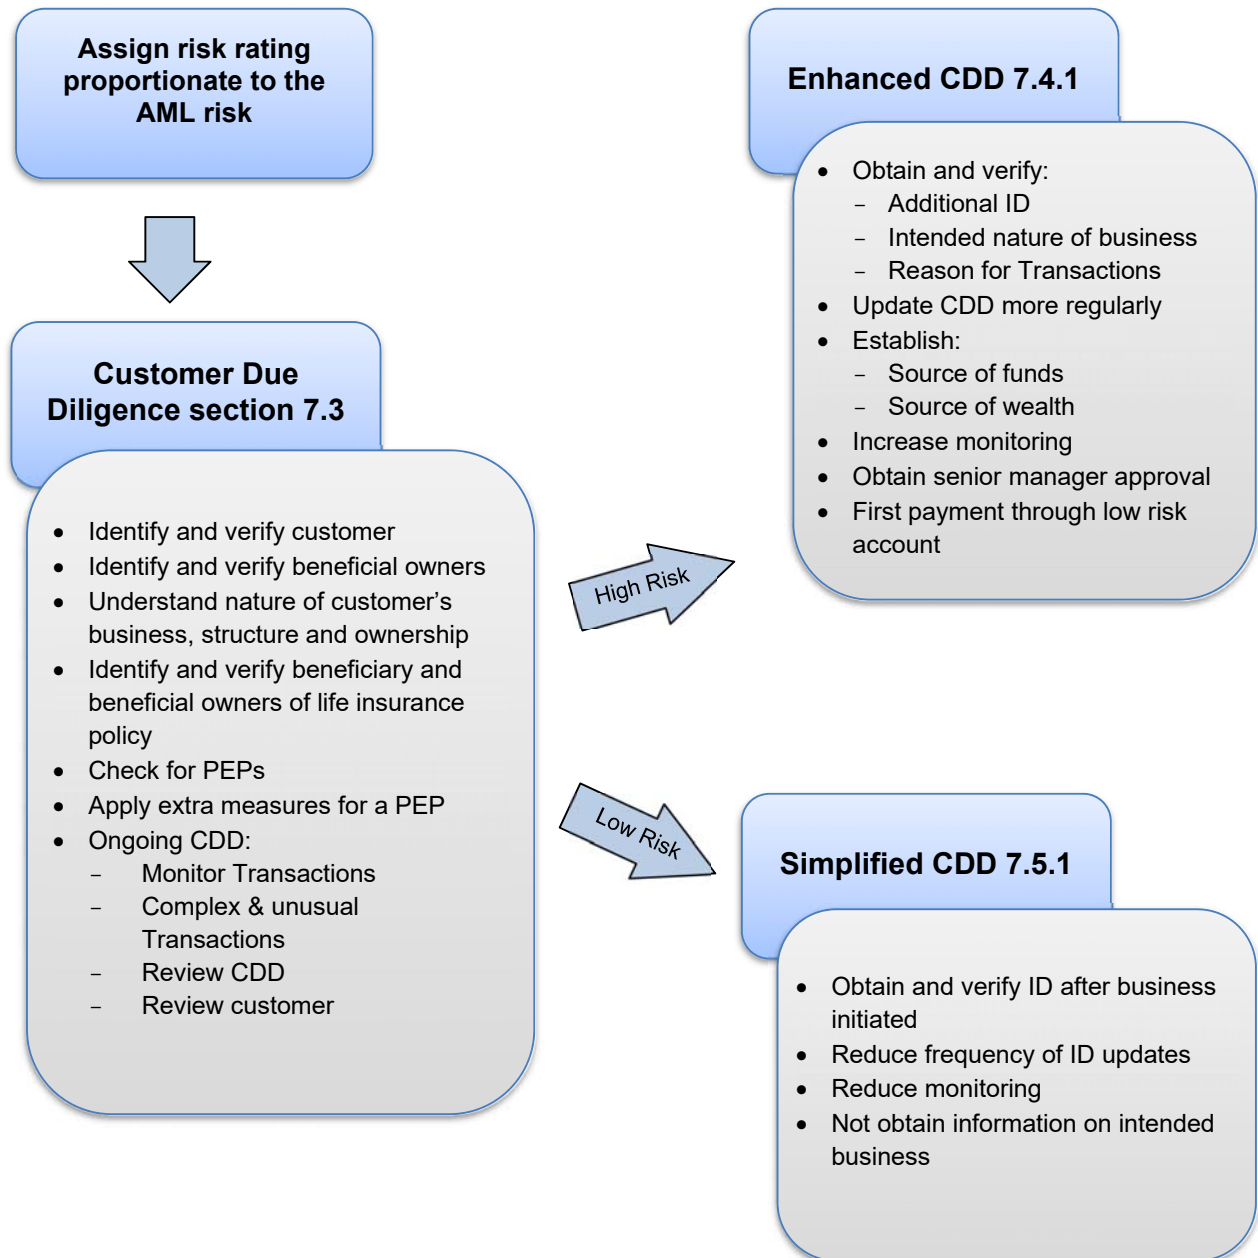 Assign risk rating
proportionate to the
AML risk
Customer Due
Diligence section 7.3
• Identify and verify customer
• Identify and verify beneficial owners
• Understand nature of customer’s
business, structure and ownership
• Identify and verify beneficiary and
beneficial owners of life insurance
policy
• Check for PEPs
• Apply extra measures for a PEP
• Ongoing CDD:
– Monitor Transactions
– Complex & unusual
Transactions
– Review CDD
– Review customer
High Risk
Low Risk
Enhanced CDD 7.4.1
• Obtain and verify:
– Additional ID
– Intended nature of business
– Reason for Transactions
• Update CDD more regularly
• Establish:
– Source of funds
– Source of wealth
• Increase monitoring
• Obtain senior manager approval
• First payment through low risk
account
Simplified CDD 7.5.1
• Obtain and verify ID after business
initiated
• Reduce frequency of ID updates
• Reduce monitoring
• Not obtain information on intended
business